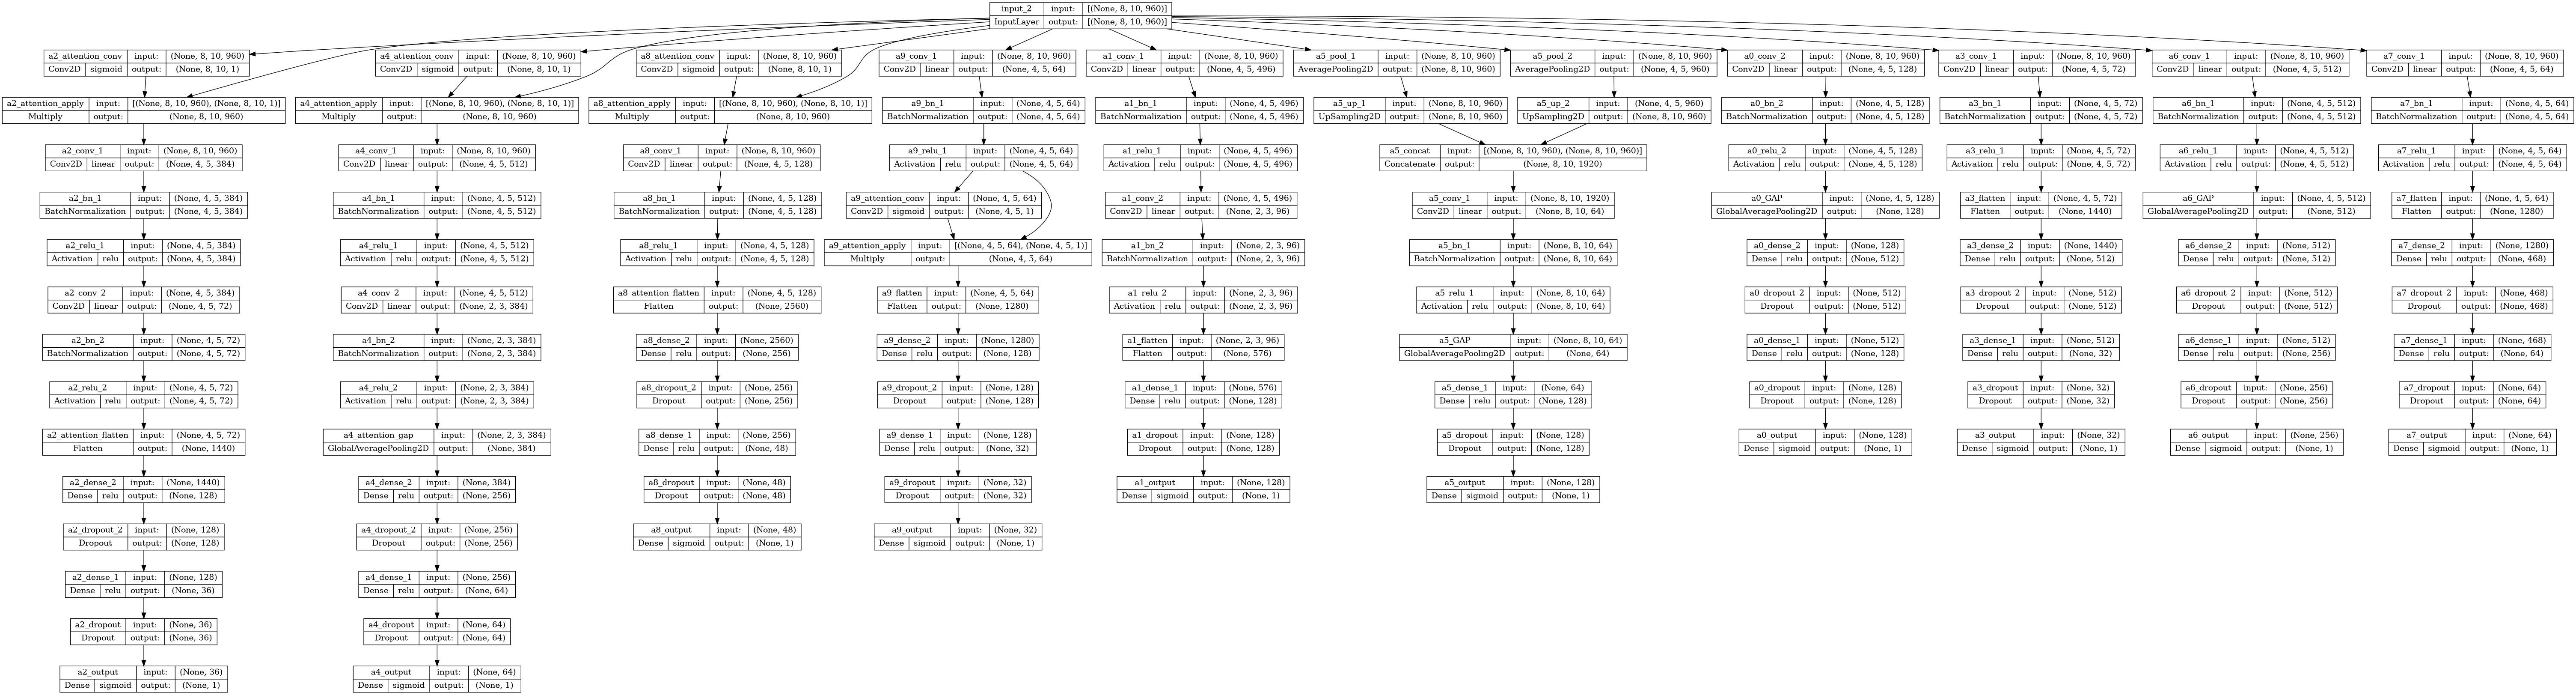 input_2 input: [(None, 8, 10, 960)]
InputLayer output: [(None, 8, 10, 960)]
a2_attention_conv input: (None, 8, 10, 960)
Conv2D sigmoid output: (None, 8, 10, 1)
a2_attention_apply input: [(None, 8, 10, 960), (None, 8, 10, 1)]
Multiply output: (None, 8, 10, 960)
a2_conv_1 input: (None, 8, 10, 960)
Conv2D linear output: (None, 4, 5, 384)
a2_bn_1 input: (None, 4, 5, 384)
BatchNormalization output: (None, 4, 5, 384)
a2_relu_1 input: (None, 4, 5, 384)
Activation relu output: (None, 4, 5, 384)
a2_conv_2 input: (None, 4, 5, 384)
Conv2D linear output: (None, 4, 5, 72)
a2_bn_2 input: (None, 4, 5, 72)
BatchNormalization output: (None, 4, 5, 72)
a2_relu_2 input: (None, 4, 5, 72)
Activation relu output: (None, 4, 5, 72)
a2_attention_flatten input: (None, 4, 5, 72)
Flatten output: (None, 1440)
a2_dense_2 input: (None, 1440)
Dense relu output: (None, 128)
a2_dropout_2 input: (None, 128)
Dropout output: (None, 128)
a2_dense_1 input: (None, 128)
Dense relu output: (None, 36)
a2_dropout input: (None, 36)
Dropout output: (None, 36)
a2_output input: (None, 36)
Dense sigmoid output: (None, 1)
a4_attention_conv input: (None, 8, 10, 960)
Conv2D sigmoid output: (None, 8, 10, 1)
a4_attention_apply input: [(None, 8, 10, 960), (None, 8, 10, 1)]
Multiply output: (None, 8, 10, 960)
a4_conv_1 input: (None, 8, 10, 960)
Conv2D linear output: (None, 4, 5, 512)
a4_bn_1 input: (None, 4, 5, 512)
BatchNormalization output: (None, 4, 5, 512)
a4_relu_1 input: (None, 4, 5, 512)
Activation relu output: (None, 4, 5, 512)
a4_conv_2 input: (None, 4, 5, 512)
Conv2D linear output: (None, 2, 3, 384)
a4_bn_2 input: (None, 2, 3, 384)
BatchNormalization output: (None, 2, 3, 384)
a4_relu_2 input: (None, 2, 3, 384)
Activation relu output: (None, 2, 3, 384)
a4_attention_gap input: (None, 2, 3, 384)
GlobalAveragePooling2D output: (None, 384)
a4_dense_2 input: (None, 384)
Dense relu output: (None, 256)
a4_dropout_2 input: (None, 256)
Dropout output: (None, 256)
a4_dense_1 input: (None, 256)
Dense relu output: (None, 64)
a4_dropout input: (None, 64)
Dropout output: (None, 64)
a4_output input: (None, 64)
Dense sigmoid output: (None, 1)
a8_attention_conv input: (None, 8, 10, 960)
Conv2D sigmoid output: (None, 8, 10, 1)
a8_attention_apply input: [(None, 8, 10, 960), (None, 8, 10, 1)]
Multiply output: (None, 8, 10, 960)
a8_conv_1 input: (None, 8, 10, 960)
Conv2D linear output: (None, 4, 5, 128)
a8_bn_1 input: (None, 4, 5, 128)
BatchNormalization output: (None, 4, 5, 128)
a8_relu_1 input: (None, 4, 5, 128)
Activation relu output: (None, 4, 5, 128)
a8_attention_flatten input: (None, 4, 5, 128)
Flatten output: (None, 2560)
a8_dense_2 input: (None, 2560)
Dense relu output: (None, 256)
a8_dropout_2 input: (None, 256)
Dropout output: (None, 256)
a8_dense_1 input: (None, 256)
Dense relu output: (None, 48)
a8_dropout input: (None, 48)
Dropout output: (None, 48)
a8_output input: (None, 48)
Dense sigmoid output: (None, 1)
a9_conv_1 input: (None, 8, 10, 960)
Conv2D linear output: (None, 4, 5, 64)
a9_bn_1 input: (None, 4, 5, 64)
BatchNormalization output: (None, 4, 5, 64)
a9_relu_1 input: (None, 4, 5, 64)
Activation relu output: (None, 4, 5, 64)
a9_attention_conv input: (None, 4, 5, 64)
Conv2D sigmoid output: (None, 4, 5, 1)
a9_attention_apply input: [(None, 4, 5, 64), (None, 4, 5, 1)]
Multiply output: (None, 4, 5, 64)
a9_flatten input: (None, 4, 5, 64)
Flatten output: (None, 1280)
a9_dense_2 input: (None, 1280)
Dense relu output: (None, 128)
a9_dropout_2 input: (None, 128)
Dropout output: (None, 128)
a9_dense_1 input: (None, 128)
Dense relu output: (None, 32)
a9_dropout input: (None, 32)
Dropout output: (None, 32)
a9_output input: (None, 32)
Dense sigmoid output: (None, 1)
a1_conv_1 input: (None, 8, 10, 960)
Conv2D linear output: (None, 4, 5, 496)
a1_bn_1 input: (None, 4, 5, 496)
BatchNormalization output: (None, 4, 5, 496)
a1_relu_1 input: (None, 4, 5, 496)
Activation relu output: (None, 4, 5, 496)
a1_conv_2 input: (None, 4, 5, 496)
Conv2D linear output: (None, 2, 3, 96)
a1_bn_2 input: (None, 2, 3, 96)
BatchNormalization output: (None, 2, 3, 96)
a1_relu_2 input: (None, 2, 3, 96)
Activation relu output: (None, 2, 3, 96)
a1_flatten input: (None, 2, 3, 96)
Flatten output: (None, 576)
a1_dense_1 input: (None, 576)
Dense relu output: (None, 128)
a1_dropout input: (None, 128)
Dropout output: (None, 128)
a1_output input: (None, 128)
Dense sigmoid output: (None, 1)
a5_pool_1 input: (None, 8, 10, 960)
AveragePooling2D output: (None, 8, 10, 960)
a5_up_1 input: (None, 8, 10, 960)
UpSampling2D output: (None, 8, 10, 960)
a5_pool_2 input: (None, 8, 10, 960)
AveragePooling2D output: (None, 4, 5, 960)
a5_up_2 input: (None, 4, 5, 960)
UpSampling2D output: (None, 8, 10, 960)
a5_concat input: [(None, 8, 10, 960), (None, 8, 10, 960)]
Concatenate output: (None, 8, 10, 1920)
a5_conv_1 input: (None, 8, 10, 1920)
Conv2D linear output: (None, 8, 10, 64)
a5_bn_1 input: (None, 8, 10, 64)
BatchNormalization output: (None, 8, 10, 64)
a5_relu_1 input: (None, 8, 10, 64)
Activation relu output: (None, 8, 10, 64)
a5_GAP input: (None, 8, 10, 64)
GlobalAveragePooling2D output: (None, 64)
a5_dense_1 input: (None, 64)
Dense relu output: (None, 128)
a5_dropout input: (None, 128)
Dropout output: (None, 128)
a5_output input: (None, 128)
Dense sigmoid output: (None, 1)
a0_conv_2 input: (None, 8, 10, 960)
Conv2D linear output: (None, 4, 5, 128)
a0_bn_2 input: (None, 4, 5, 128)
BatchNormalization output: (None, 4, 5, 128)
a0_relu_2 input: (None, 4, 5, 128)
Activation relu output: (None, 4, 5, 128)
a0_GAP input: (None, 4, 5, 128)
GlobalAveragePooling2D output: (None, 128)
a0_dense_2 input: (None, 128)
Dense relu output: (None, 512)
a0_dropout_2 input: (None, 512)
Dropout output: (None, 512)
a0_dense_1 input: (None, 512)
Dense relu output: (None, 128)
a0_dropout input: (None, 128)
Dropout output: (None, 128)
a0_output input: (None, 128)
Dense sigmoid output: (None, 1)
a3_conv_1 input: (None, 8, 10, 960)
Conv2D linear output: (None, 4, 5, 72)
a3_bn_1 input: (None, 4, 5, 72)
BatchNormalization output: (None, 4, 5, 72)
a3_relu_1 input: (None, 4, 5, 72)
Activation relu output: (None, 4, 5, 72)
a3_flatten input: (None, 4, 5, 72)
Flatten output: (None, 1440)
a3_dense_2 input: (None, 1440)
Dense relu output: (None, 512)
a3_dropout_2 input: (None, 512)
Dropout output: (None, 512)
a3_dense_1 input: (None, 512)
Dense relu output: (None, 32)
a3_dropout input: (None, 32)
Dropout output: (None, 32)
a3_output input: (None, 32)
Dense sigmoid output: (None, 1)
a6_conv_1 input: (None, 8, 10, 960)
Conv2D linear output: (None, 4, 5, 512)
a6_bn_1 input: (None, 4, 5, 512)
BatchNormalization output: (None, 4, 5, 512)
a6_relu_1 input: (None, 4, 5, 512)
Activation relu output: (None, 4, 5, 512)
a6_GAP input: (None, 4, 5, 512)
GlobalAveragePooling2D output: (None, 512)
a6_dense_2 input: (None, 512)
Dense relu output: (None, 512)
a6_dropout_2 input: (None, 512)
Dropout output: (None, 512)
a6_dense_1 input: (None, 512)
Dense relu output: (None, 256)
a6_dropout input: (None, 256)
Dropout output: (None, 256)
a6_output input: (None, 256)
Dense sigmoid output: (None, 1)
a7_conv_1 input: (None, 8, 10, 960)
Conv2D linear output: (None, 4, 5, 64)
a7_bn_1 input: (None, 4, 5, 64)
BatchNormalization output: (None, 4, 5, 64)
a7_relu_1 input: (None, 4, 5, 64)
Activation relu output: (None, 4, 5, 64)
a7_flatten input: (None, 4, 5, 64)
Flatten output: (None, 1280)
a7_dense_2 input: (None, 1280)
Dense relu output: (None, 468)
a7_dropout_2 input: (None, 468)
Dropout output: (None, 468)
a7_dense_1 input: (None, 468)
Dense relu output: (None, 64)
a7_dropout input: (None, 64)
Dropout output: (None, 64)
a7_output input: (None, 64)
Dense sigmoid output: (None, 1)